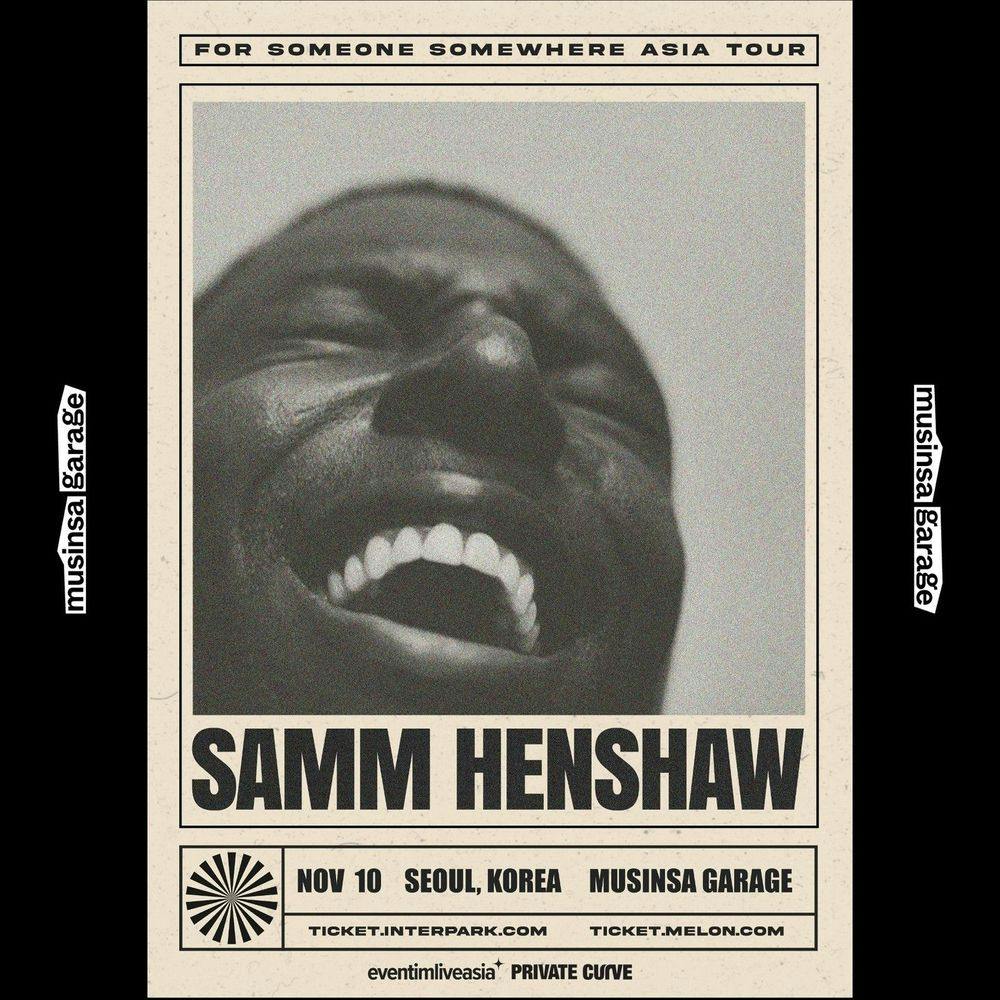 FOR SOMEONE SOMEWHERE ASIA TOUR
musinsa garage
musinsa garage
SAMM HENSHAW
NOV 10 SEOUL, KOREA MUSINSA GARAGE
TICKET.INTERPARK.COM TICKET.MELON.COM
eventimliveasia PRIVATE CURVE